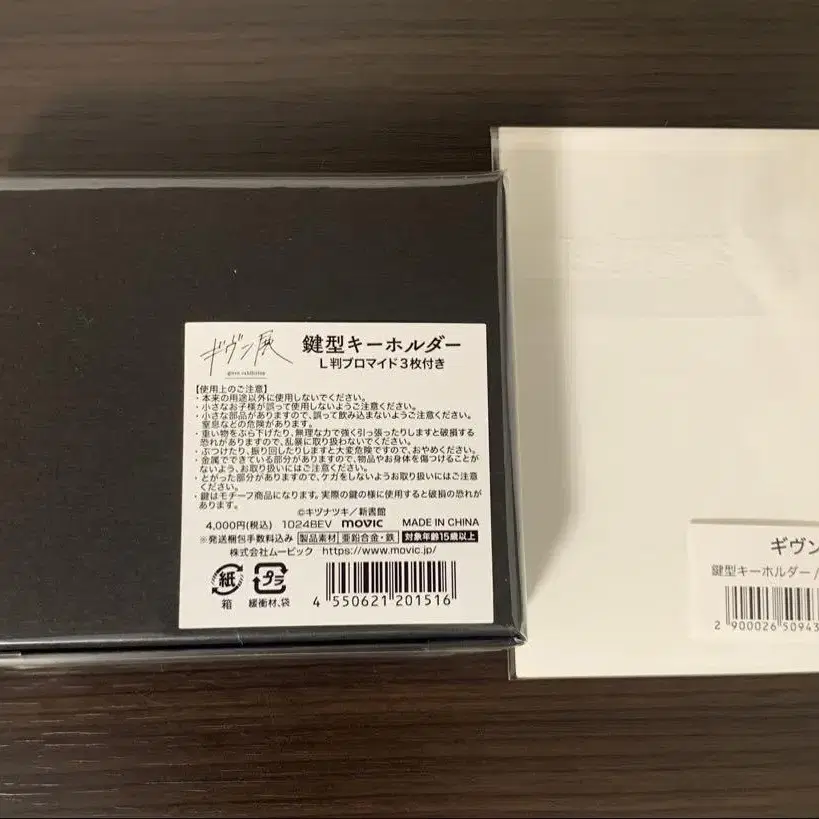 ギヴン展
given exhibition
鍵型キーホルダー
L判ブロマイド3枚付き
【使用上のご注意】
・本来の用途以外に使用しないでください。
・小さなお子様が誤って使用しないようご注意ください。
・小さな部品がありますので、誤って飲み込まないようご注意ください。
窒息などの危険があります。
・重い物をぶら下げたり、無理な力で強く引っ張ったりしますと破損する
恐れがありますので、乱暴に取り扱わないでください。
・ぶつけたり、振り回したりしますと大変危険ですので、おやめください。
・金属でできている部分がありますので、物品やお身体を傷つけることが
ないよう、お取り扱いにはご注意ください。
・とがった部分がありますので、ケガをしないようお取り扱いにはご注意
ください。
・鍵はモチーフ商品になります。実際の鍵の様に使用すると破損の恐れが
あります。
©キヅナツキ／新書館
4,000円(税込) 1024BEV movic MADE IN CHINA
※発送梱包手数料込み 製品素材 亜鉛合金・鉄 対象年齢15歳以上
株式会社ムービック https://www.movic.jp/
紙 プラ
箱 緩衝材、袋
4 550621 201516
ギヴン
鍵型キーホルダー /
2 900026 50943